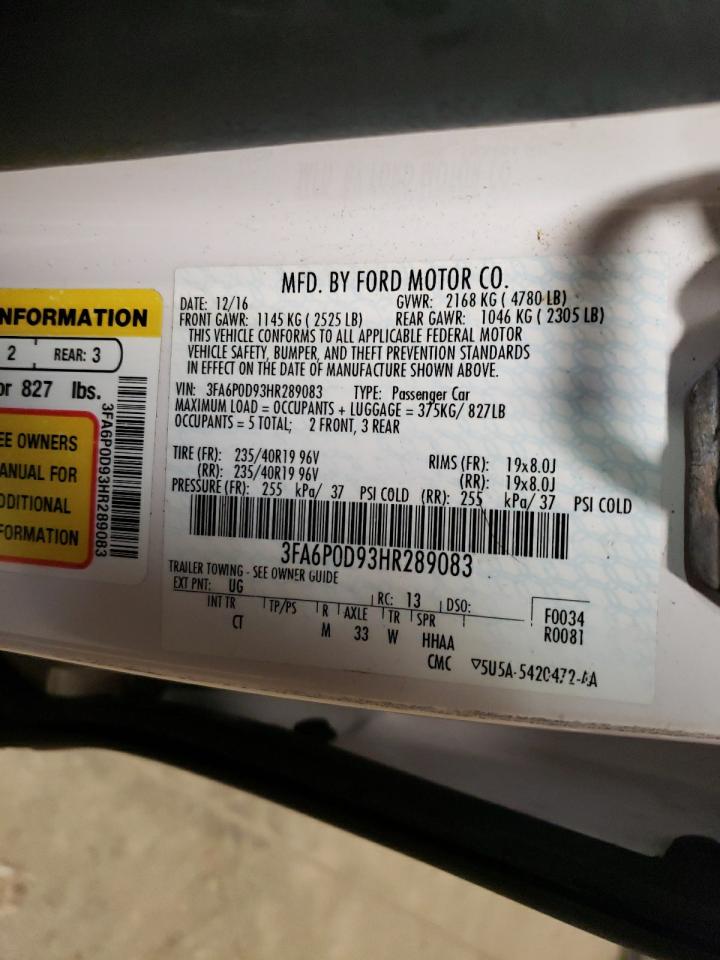 NFORMATION
2 REAR: 3
or 827 lbs.
EE OWNERS
ANUAL FOR
DDITIONAL
FORMATION
3FA6P0D93HR289083
MFD. BY FORD MOTOR CO.
DATE: 12/16 GVWR: 2168 KG ( 4780 LB)
FRONT GAWR: 1145 KG ( 2525 LB) REAR GAWR: 1046 KG ( 2305 LB)
THIS VEHICLE CONFORMS TO ALL APPLICABLE FEDERAL MOTOR
VEHICLE SAFETY, BUMPER, AND THEFT PREVENTION STANDARDS
IN EFFECT ON THE DATE OF MANUFACTURE SHOWN ABOVE.
VIN: 3FA6P0D93HR289083 TYPE: Passenger Car
MAXIMUM LOAD = OCCUPANTS + LUGGAGE = 375KG/ 827LB
OCCUPANTS = 5 TOTAL; 2 FRONT, 3 REAR
TIRE (FR): 235/40R19 96V RIMS (FR): 19x8.0J
(RR): 235/40R19 96V (RR): 19x8.0J
PRESSURE (FR): 255 kPa/ 37 PSI COLD (RR): 255 kPa/ 37 PSI COLD
3FA6P0D93HR289083
TRAILER TOWING - SEE OWNER GUIDE
EXT PNT: UG RC: 13 DSO:
INT TR TP/PS R AXLE TR SPR F0034
CT M 33 W HHAA R0081
CMC ▽5U5A-5420472-AA